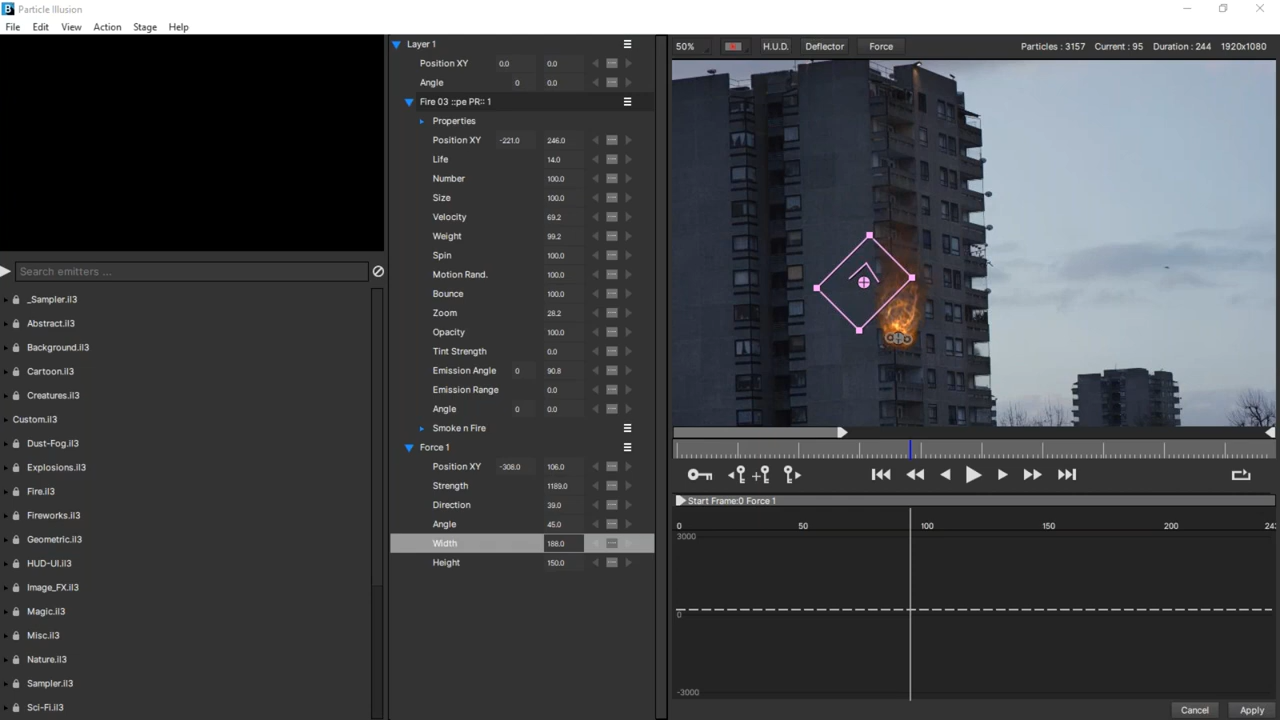 Particle Illusion
File Edit View Action Stage Help
Search emitters ...
_Sampler.il3
Abstract.il3
Background.il3
Cartoon.il3
Creatures.il3
Custom.il3
Dust-Fog.il3
Explosions.il3
Fire.il3
Fireworks.il3
Geometric.il3
HUD-UI.il3
Image_FX.il3
Magic.il3
Misc.il3
Nature.il3
Sampler.il3
Sci-Fi.il3
Layer 1
Position XY 0.0 0.0
Angle 0 0.0
Fire 03 ::pe PR:: 1
Properties
Position XY -221.0 246.0
Life 14.0
Number 100.0
Size 100.0
Velocity 69.2
Weight 99.2
Spin 100.0
Motion Rand. 100.0
Bounce 100.0
Zoom 28.2
Opacity 100.0
Tint Strength 0.0
Emission Angle 0 90.8
Emission Range 0.0
Angle 0 0.0
Smoke n Fire
Force 1
Position XY -308.0 106.0
Strength 1189.0
Direction 39.0
Angle 45.0
Width 188.0
Height 150.0
50% H.U.D. Deflector Force Particles : 3157 Current : 95 Duration : 244 1920x1080
Start Frame:0 Force 1
0 50 100 150 200 24
3000
0
-3000
Cancel Apply